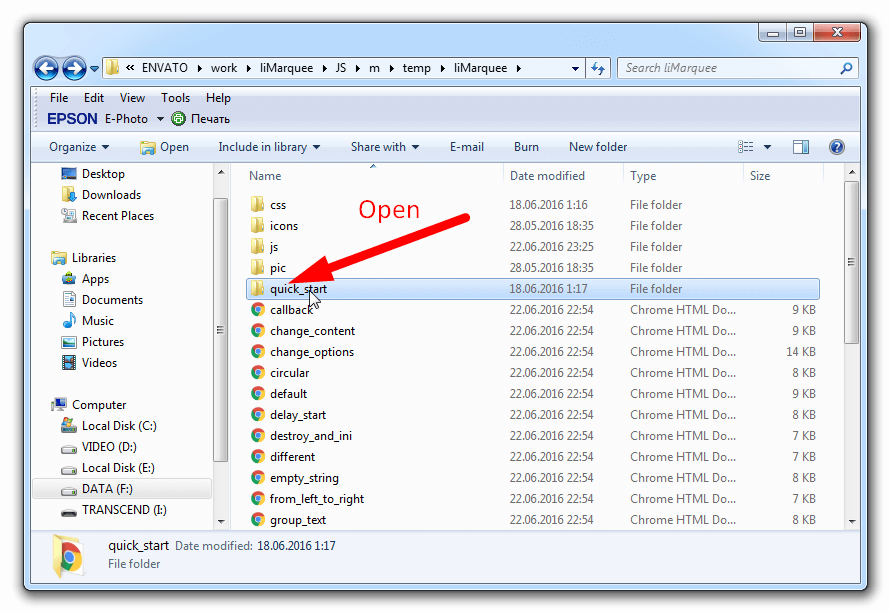 « ENVATO work liMarquee JS m temp liMarquee Search liMarquee
File Edit View Tools Help
EPSON E-Photo Печать
Organize Open Include in library Share with E-mail Burn New folder
Desktop
Downloads
Recent Places
Libraries
Apps
Documents
Music
Pictures
Videos
Computer
Local Disk (C:)
VIDEO (D:)
Local Disk (E:)
DATA (F:)
TRANSCEND (I:)
Name Date modified Type Size
css 18.06.2016 1:16 File folder
Open
icons 28.05.2016 18:35 File folder
js 22.06.2016 23:25 File folder
pic 28.05.2016 18:35 File folder
quick_start 18.06.2016 1:17 File folder
callback 22.06.2016 22:54 Chrome HTML Do... 9 KB
change_content 22.06.2016 22:54 Chrome HTML Do... 9 KB
change_options 22.06.2016 22:54 Chrome HTML Do... 14 KB
circular 22.06.2016 22:54 Chrome HTML Do... 8 KB
default 22.06.2016 22:54 Chrome HTML Do... 9 KB
delay_start 22.06.2016 22:54 Chrome HTML Do... 8 KB
destroy_and_ini 22.06.2016 22:54 Chrome HTML Do... 7 KB
different 22.06.2016 22:54 Chrome HTML Do... 7 KB
empty_string 22.06.2016 22:54 Chrome HTML Do... 8 KB
from_left_to_right 22.06.2016 22:54 Chrome HTML Do... 7 KB
group_text 22.06.2016 22:54 Chrome HTML Do... 8 KB
quick_start Date modified: 18.06.2016 1:17
File folder